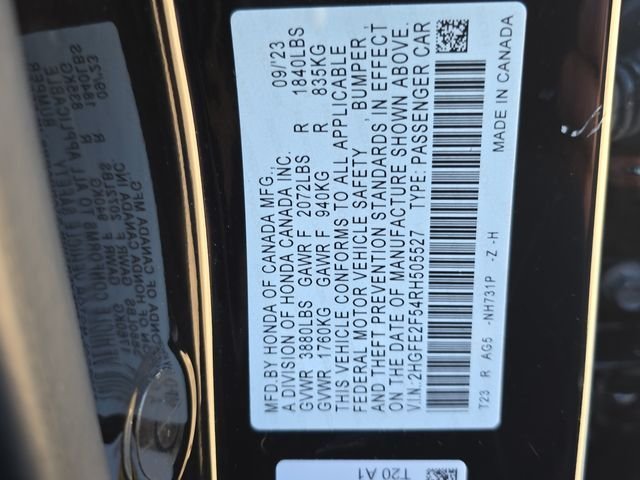 MFD.BY HONDA OF CANADA MFG. 09/'23
A DIVISION OF HONDA CANADA INC.
GVWR 3880LBS GAWR F 2072LBS R 1840LBS
GVWR 1760KG GAWR F 940KG R 835KG
THIS VEHICLE CONFORMS TO ALL APPLICABLE
FEDERAL MOTOR VEHICLE SAFETY , BUMPER,
AND THEFT PREVENTION STANDARDS IN EFFECT
ON THE DATE OF MANUFACTURE SHOWN ABOVE.
V.I.N.:2HGFE2F54RH605527 TYPE: PASSENGER CAR
T23 R AG5 -NH731P -Z -H MADE IN CANADA
T20 A1